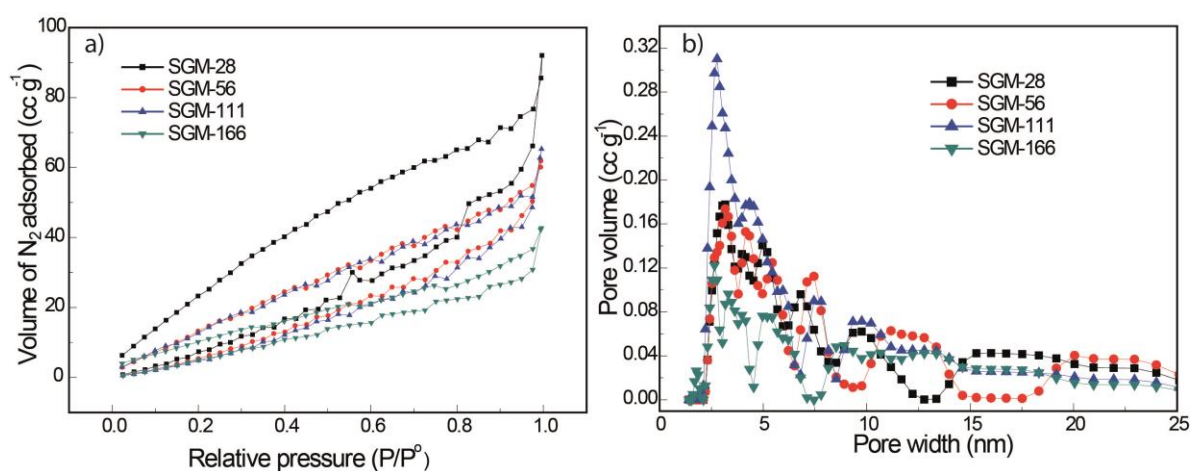 a)
SGM-28
SGM-56
SGM-111
SGM-166
Volume of N2 adsorbed (cc g-1)
100
80
60
40
20
0
0.0 0.2 0.4 0.6 0.8 1.0
Relative pressure (P/Po)
b)
SGM-28
SGM-56
SGM-111
SGM-166
Pore volume (cc g-1)
0.32
0.28
0.24
0.20
0.16
0.12
0.08
0.04
0.00
0 5 10 15 20 25
Pore width (nm)